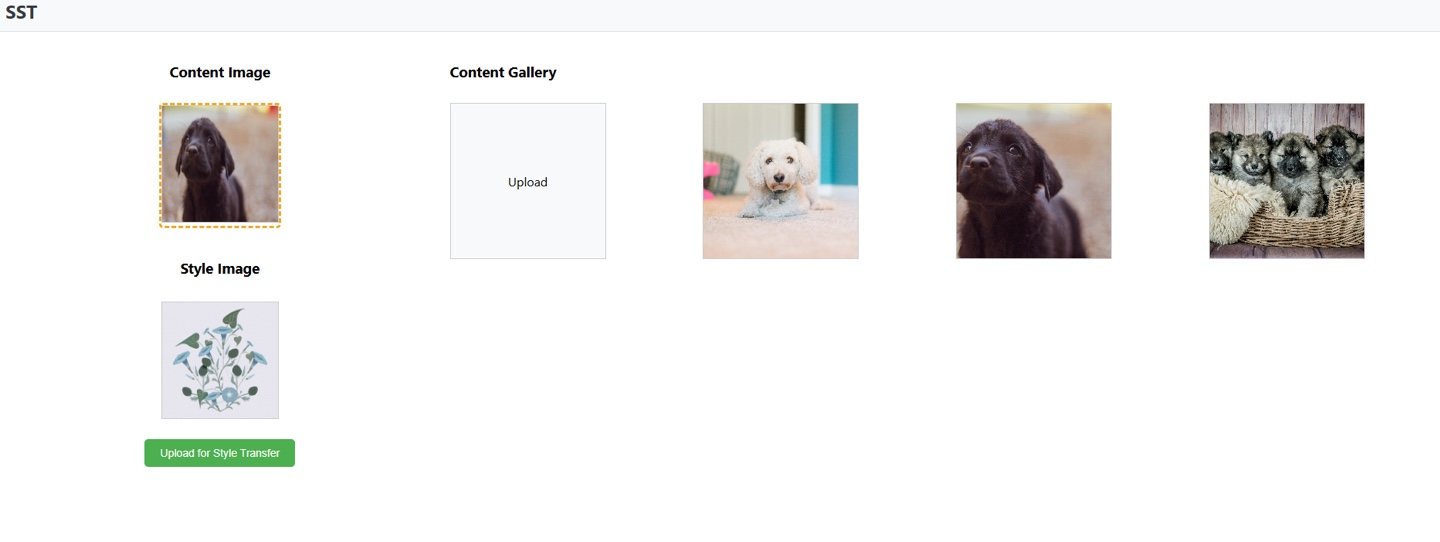 SST
Content Image
Content Gallery
Upload
Style Image
Upload for Style Transfer